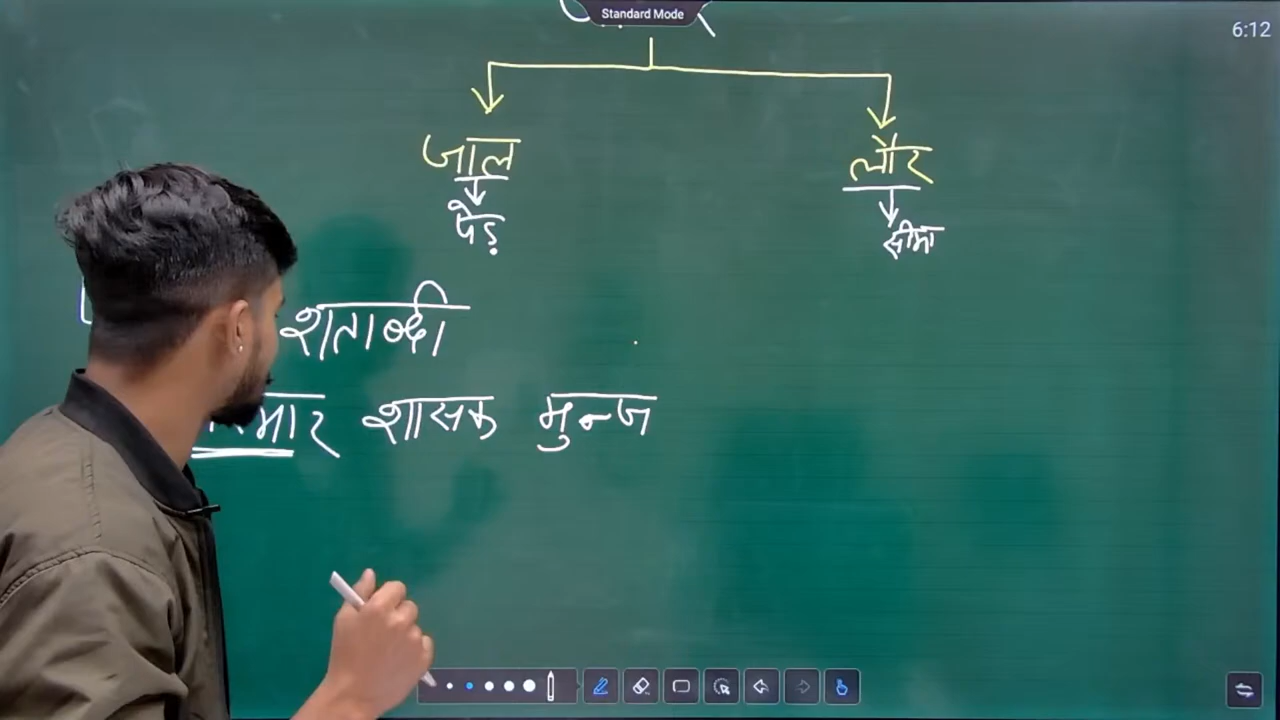 Standard Mode
6:12
जाल लौर
पेड़ सीमा
शताब्दी
शासक मुन्ज